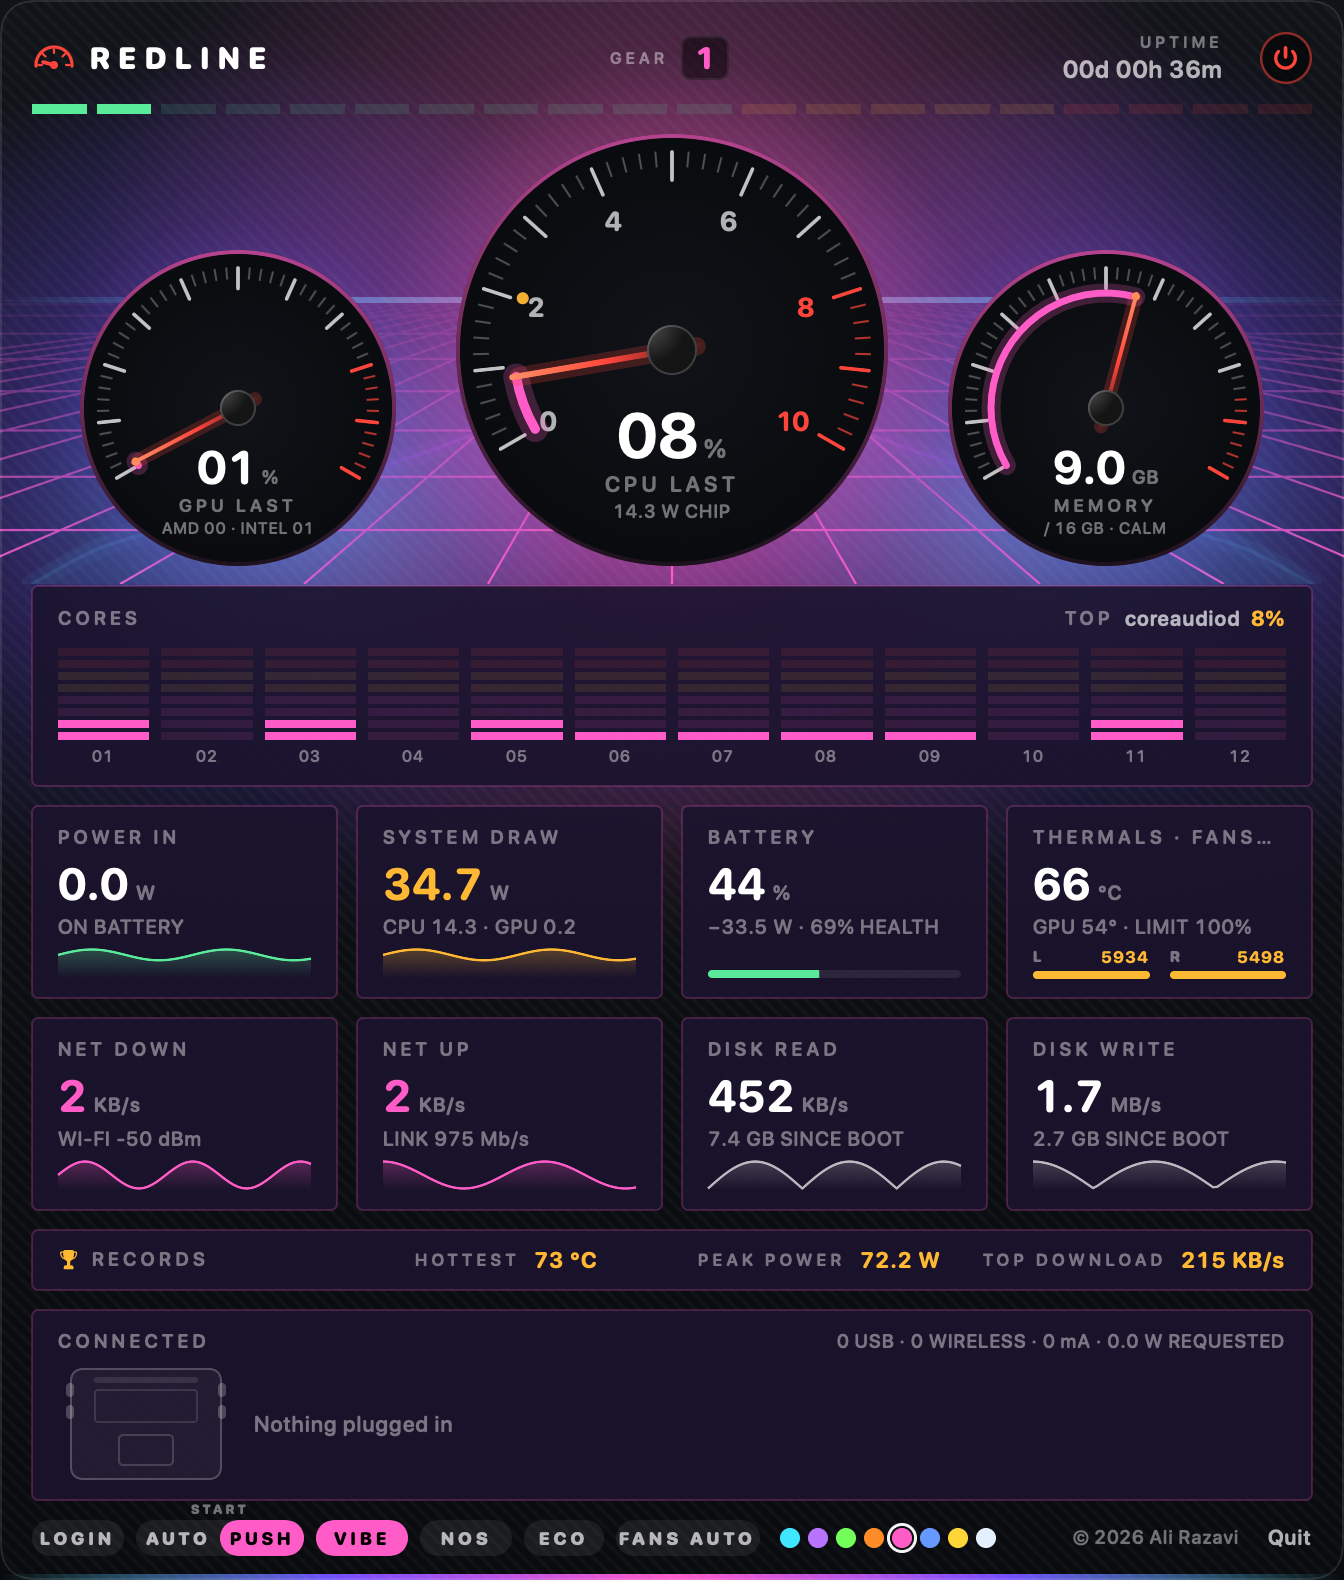 REDLINE
GEAR 1
UPTIME
00d 00h 36m
4 6
2 8
0 10
08 %
CPU LAST
14.3 W CHIP
01 %
GPU LAST
AMD 00 · INTEL 01
9.0 GB
MEMORY
/ 16 GB · CALM
CORES
TOP coreaudiod 8%
01 02 03 04 05 06 07 08 09 10 11 12
POWER IN
0.0 W
ON BATTERY
SYSTEM DRAW
34.7 W
CPU 14.3 · GPU 0.2
BATTERY
44 %
−33.5 W · 69% HEALTH
THERMALS · FANS...
66 °C
GPU 54° · LIMIT 100%
L 5934 R 5498
NET DOWN
2 KB/s
WI-FI -50 dBm
NET UP
2 KB/s
LINK 975 Mb/s
DISK READ
452 KB/s
7.4 GB SINCE BOOT
DISK WRITE
1.7 MB/s
2.7 GB SINCE BOOT
RECORDS HOTTEST 73 °C PEAK POWER 72.2 W TOP DOWNLOAD 215 KB/s
CONNECTED
0 USB · 0 WIRELESS · 0 mA · 0.0 W REQUESTED
Nothing plugged in
START
LOGIN AUTO PUSH VIBE NOS ECO FANS AUTO © 2026 Ali Razavi Quit